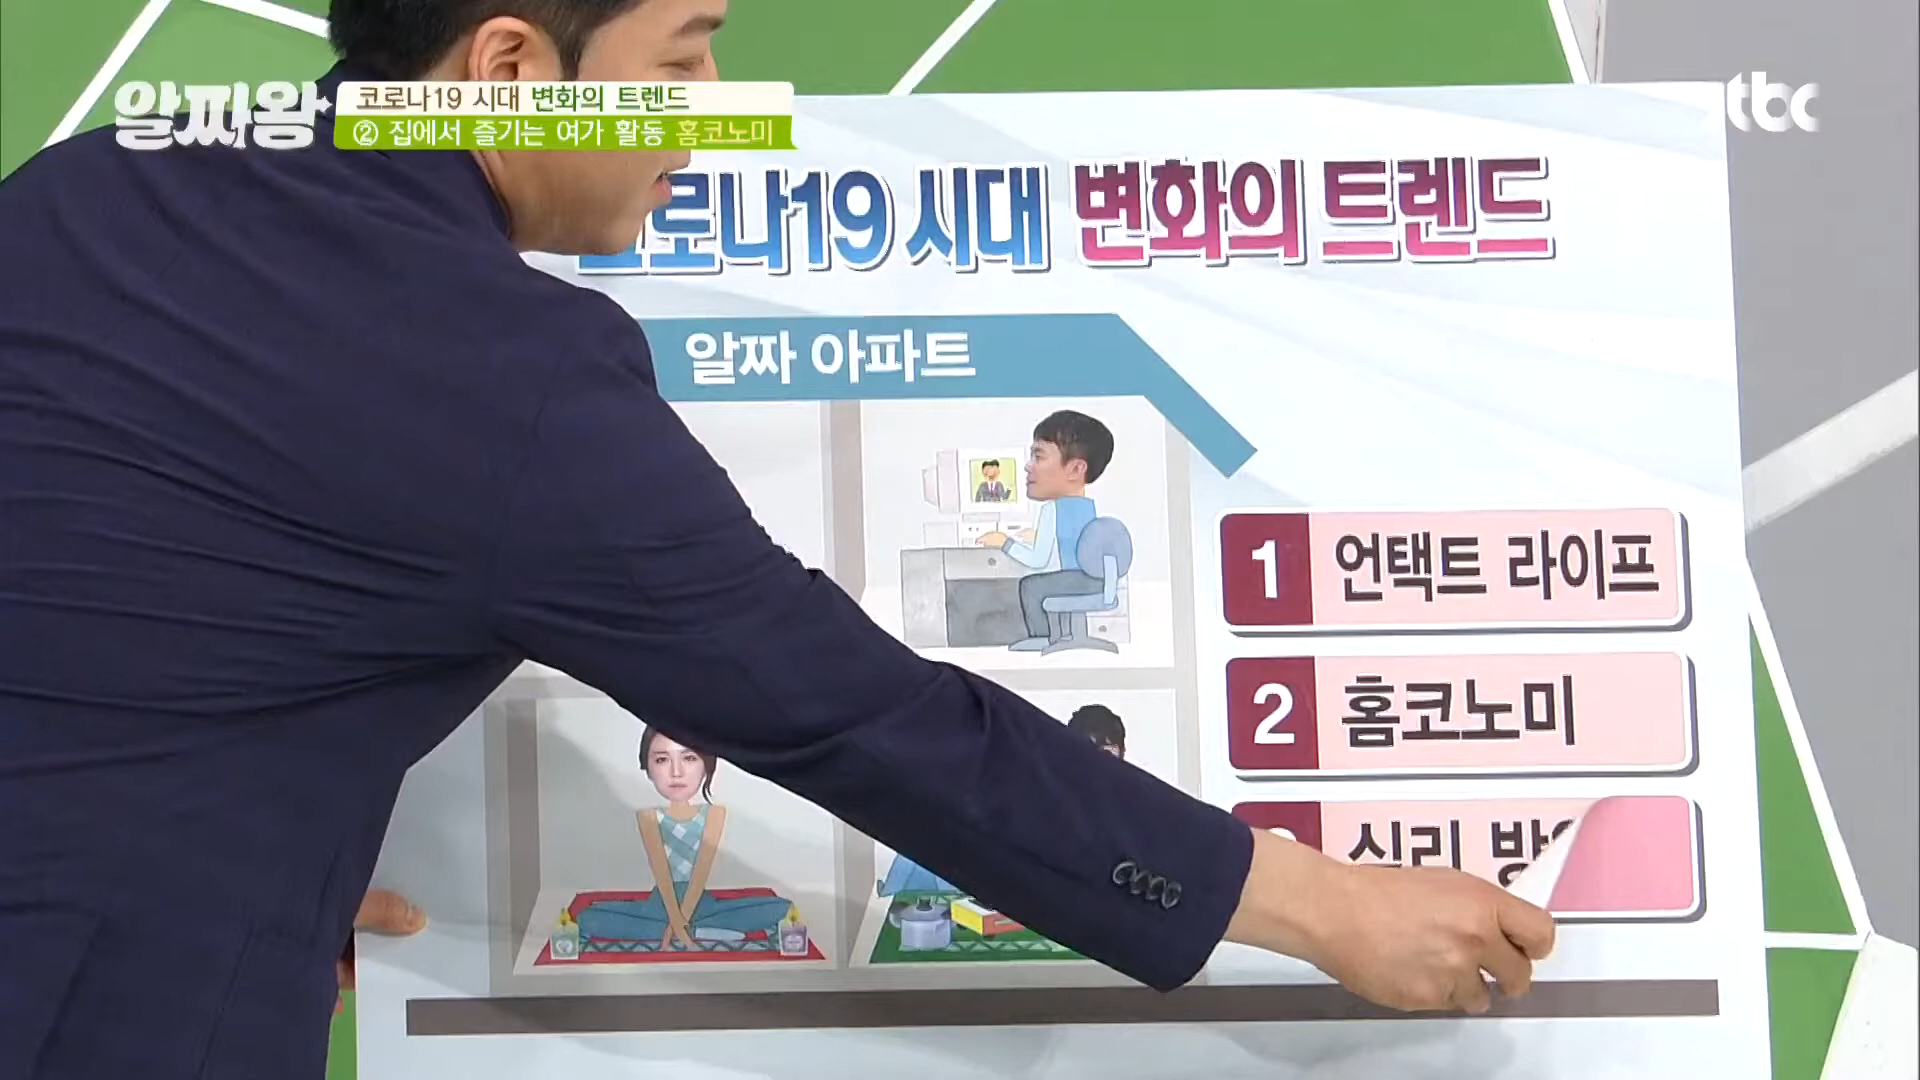 알짜왕
코로나19 시대 변화의 트렌드
② 집에서 즐기는 여가 활동 홈코노미
tbc
코로나19 시대 변화의 트렌드
알짜 아파트
1 언택트 라이프
2 홈코노미
심리